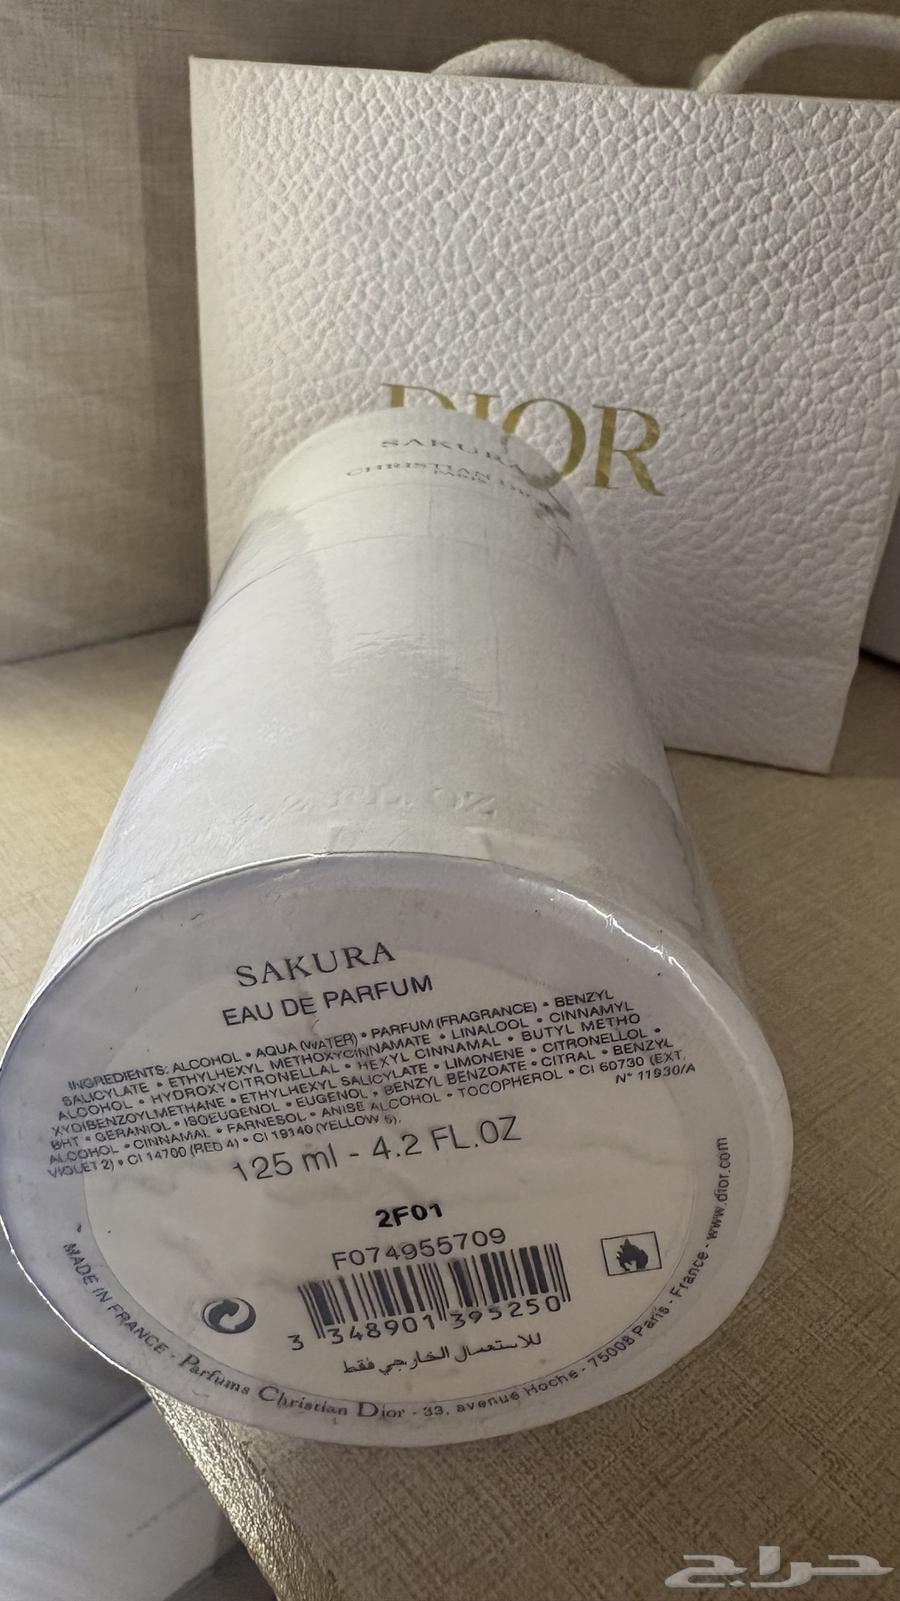 DIOR
SAKURA
CHRISTIAN DIOR
PARIS
SAKURA
EAU DE PARFUM
INGREDIENTS: ALCOHOL • AQUA (WATER) • PARFUM (FRAGRANCE) • BENZYL
SALICYLATE • ETHYLHEXYL METHOXYCINNAMATE • LINALOOL • CINNAMYL
ALCOHOL • HYDROXYCITRONELLAL • HEXYL CINNAMAL • BUTYL METHO
XYDIBENZOYLMETHANE • ETHYLHEXYL SALICYLATE • LIMONENE • CITRONELLOL •
BHT • GERANIOL • ISOEUGENOL • EUGENOL • BENZYL BENZOATE • CITRAL • BENZYL
ALCOHOL • CINNAMAL • FARNESOL • ANISE ALCOHOL • TOCOPHEROL • CI 60730 (EXT.
VIOLET 2) • CI 14700 (RED 4) • CI 19140 (YELLOW 5).
N° 11930/A
125 ml - 4.2 FL.OZ
2F01
F074955709
3 348901 395250
للاستعمال الخارجي فقط
MADE IN FRANCE - Parfums Christian Dior - 33, avenue Hoche - 75008 Paris - France - www.dior.com
حراج